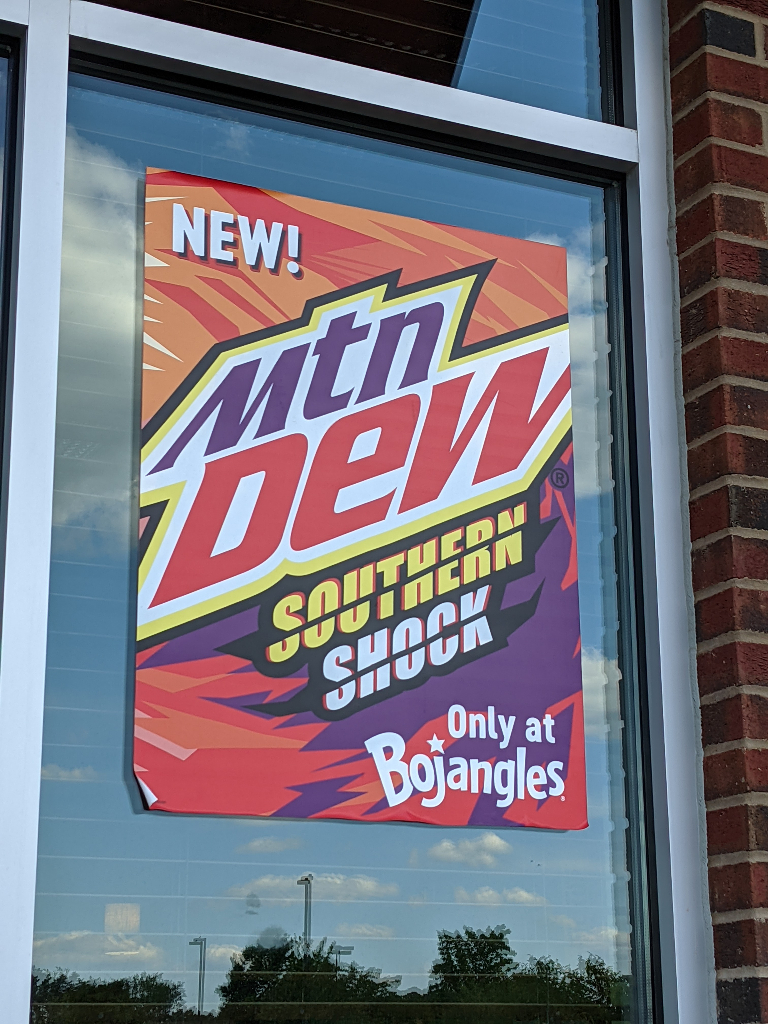 NEW!
Mtn
Dew®
SOUTHERN
SHOCK
Only at
Bojangles